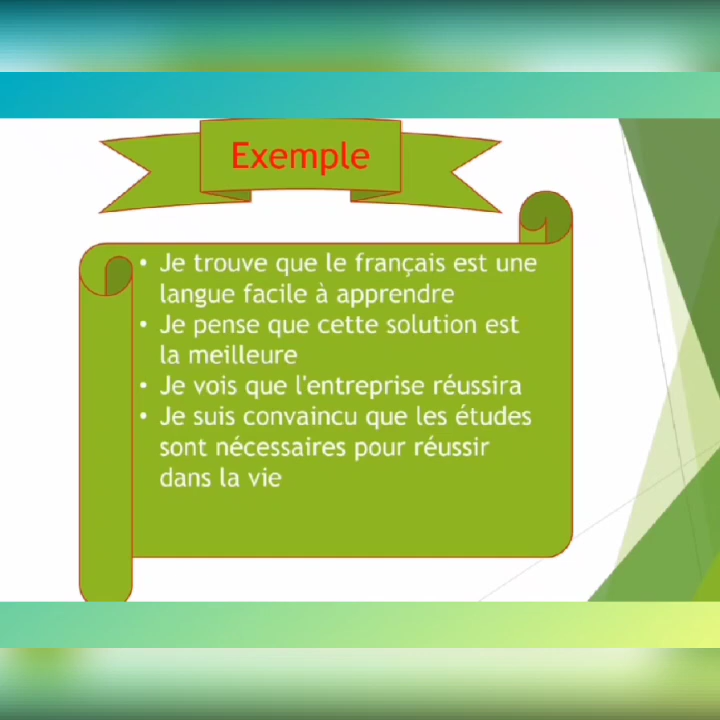 Exemple
• Je trouve que le français est une
langue facile à apprendre
• Je pense que cette solution est
la meilleure
• Je vois que l'entreprise réussira
• Je suis convaincu que les études
sont nécessaires pour réussir
dans la vie